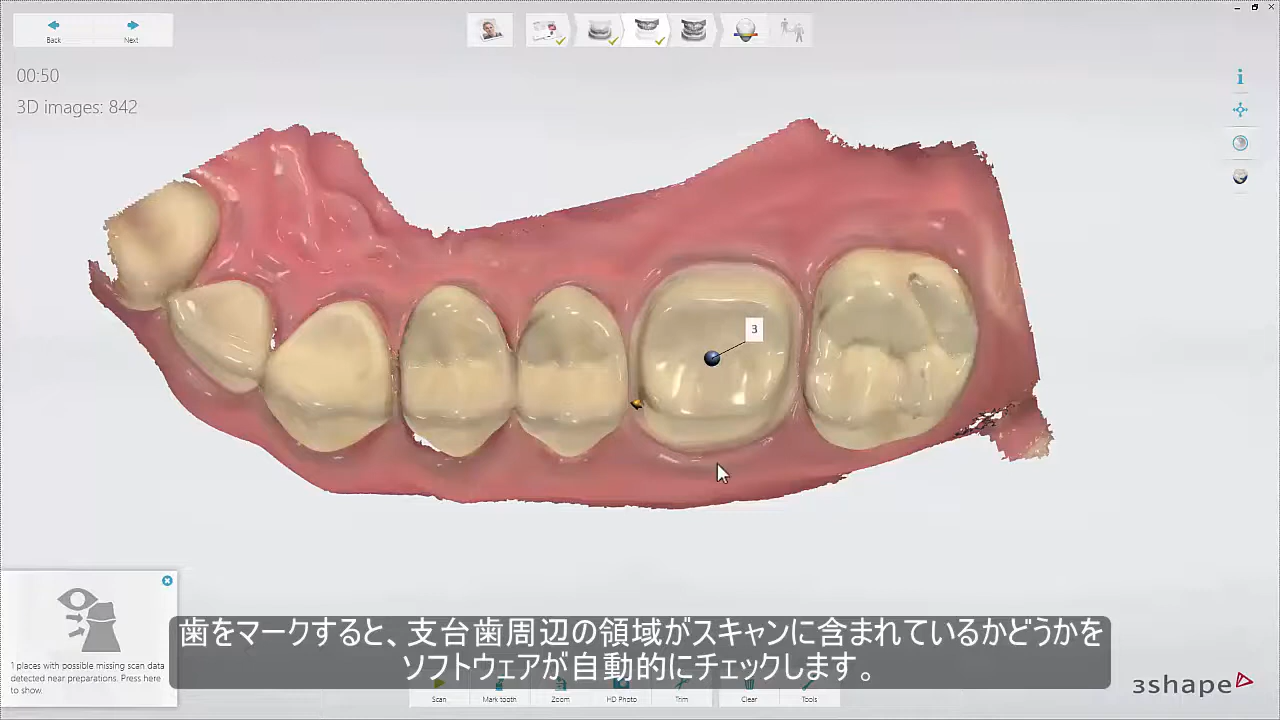 Back
Next
00:50
3D images: 842
3
1 places with possible missing scan data
detected near preparations. Press here
to show.
歯をマークすると、支台歯周辺の領域がスキャンに含まれているかどうかを
ソフトウェアが自動的にチェックします。
Scan
Mark tooth
Zoom
HD Photo
Trim
Clear
Tools
3shape